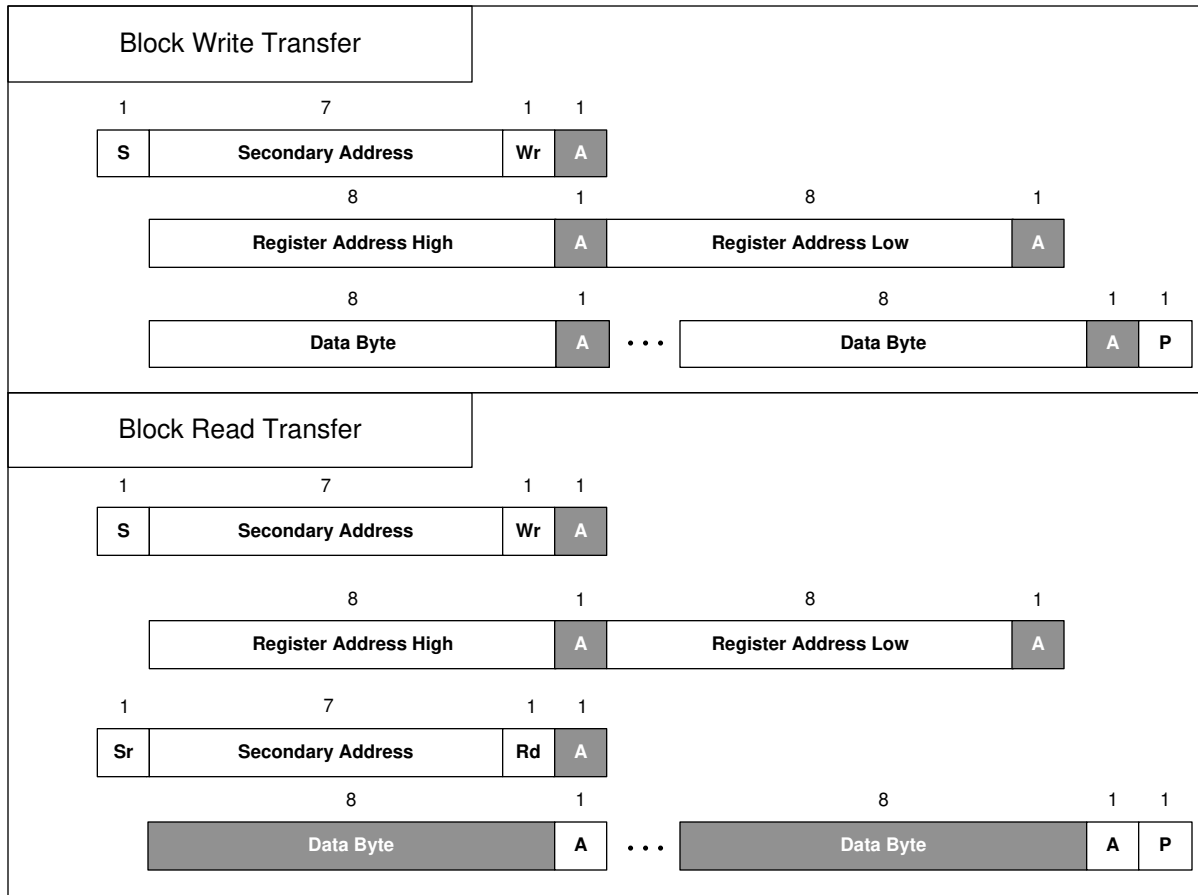 Block Write Transfer
1 7 1 1
S Secondary Address Wr A
8 1 8 1
Register Address High A Register Address Low A
8 1 8 1 1
Data Byte A • • • Data Byte A P
Block Read Transfer
1 7 1 1
S Secondary Address Wr A
8 1 8 1
Register Address High A Register Address Low A
1 7 1 1
Sr Secondary Address Rd A
8 1 8 1 1
Data Byte A • • • Data Byte A P